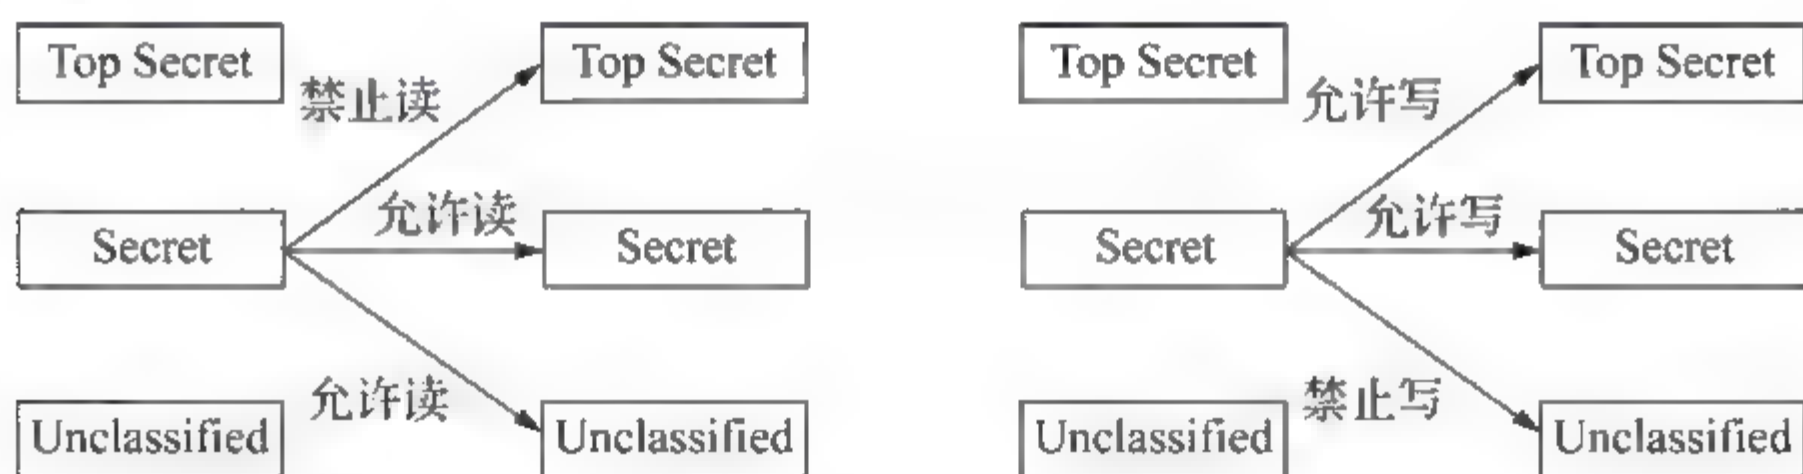 Top Secret
禁止读
Top Secret
Secret
允许读
Secret
Unclassified
允许读
Unclassified
Top Secret
允许写
Top Secret
Secret
允许写
Secret
Unclassified
禁止写
Unclassified